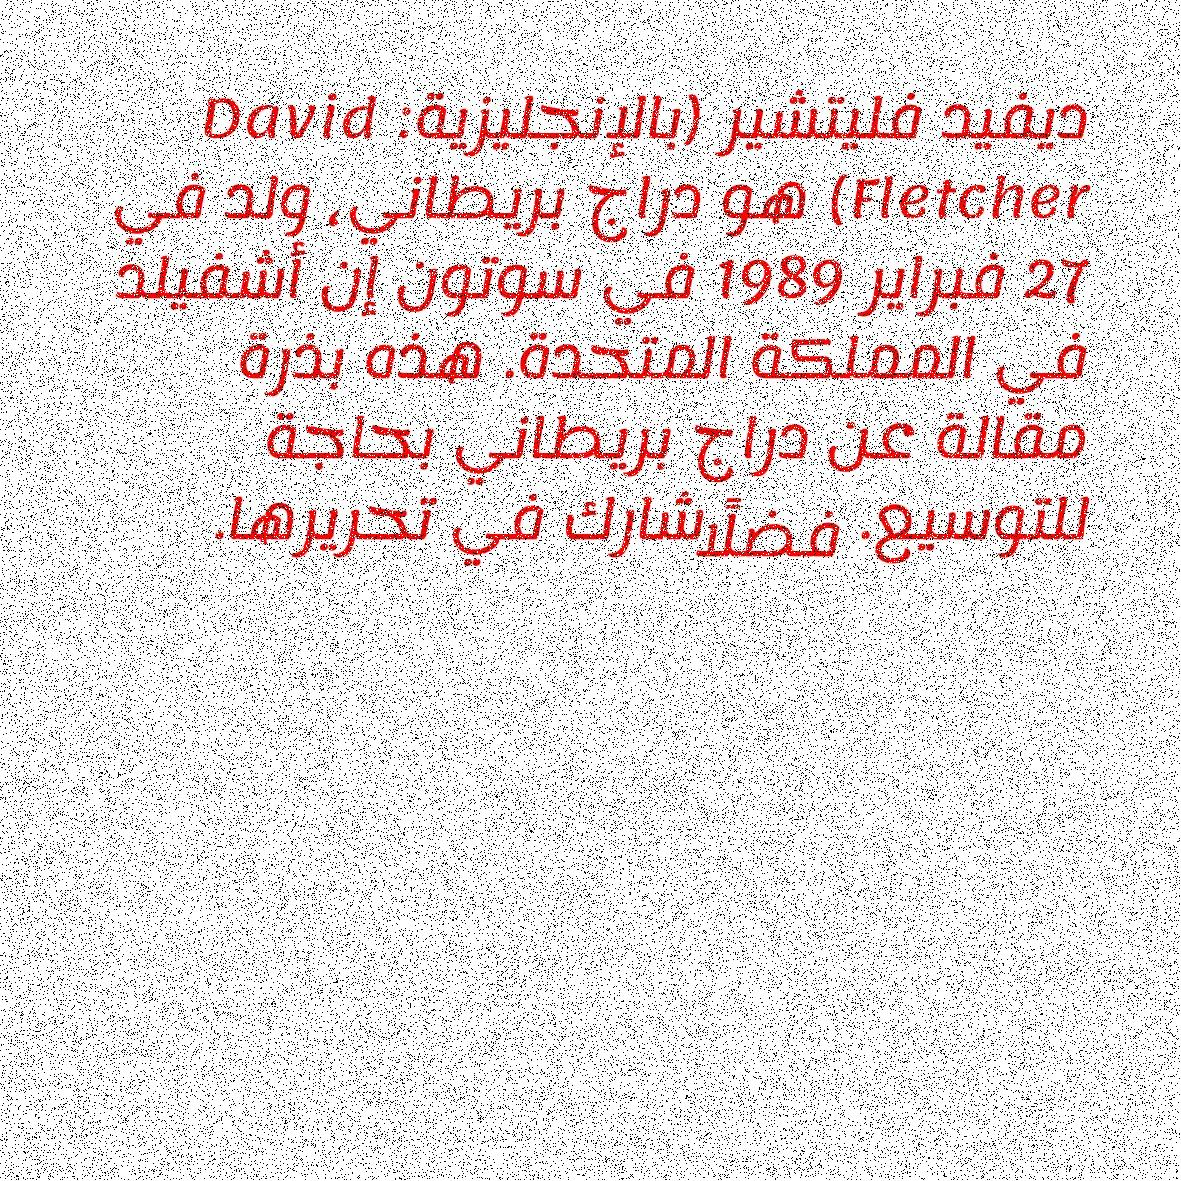 ديفيد فليتشير (بالإنجليزية: David
Fletcher) هو دراج بريطاني، ولد في
27 فبراير 1989 في سوتون إن أشفيلد
في المملكة المتحدة. هذه بذرة
مقالة عن دراج بريطاني بحاجة
للتوسيع. فضلًا شارك في تحريرها.